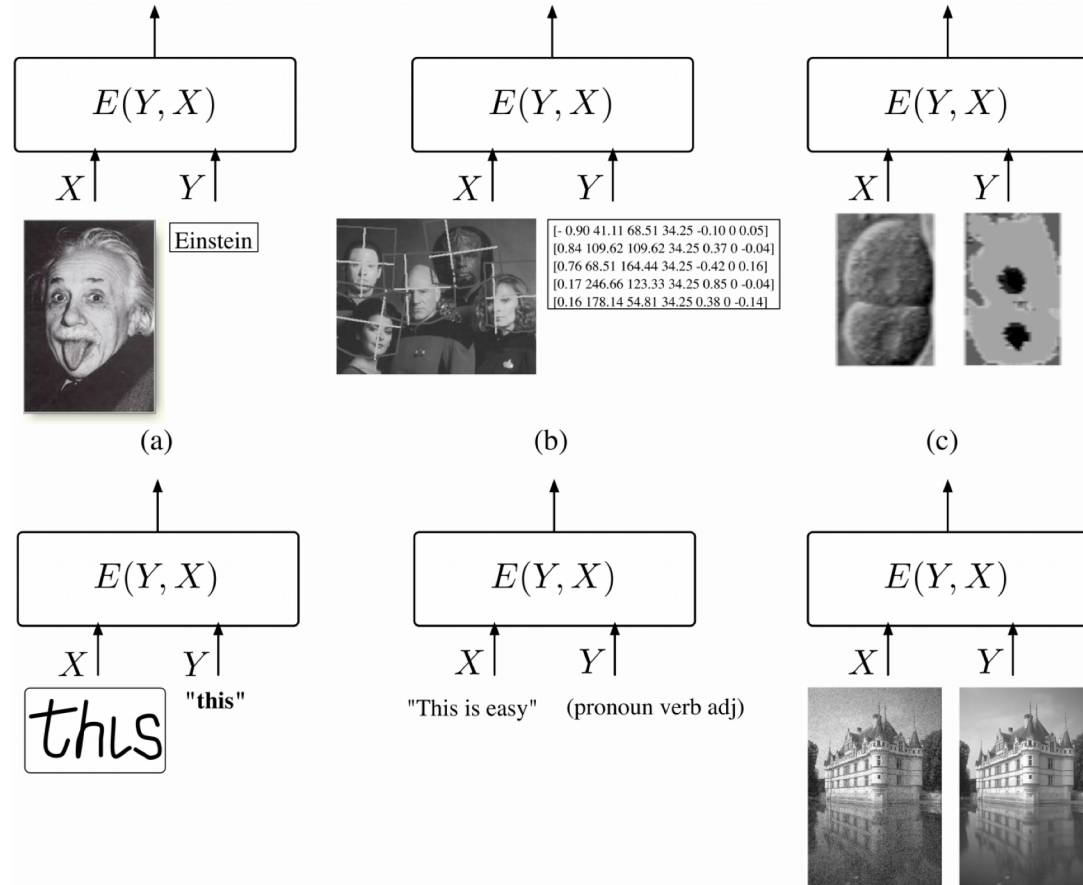 E(Y, X)
E(Y, X)
E(Y, X)
X
Y
X
Y
X
Y
Einstein
[- 0.90 41.11 68.51 34.25 -0.10 0 0.05]
[0.84 109.62 109.62 34.25 0.37 0 -0.04]
[0.76 68.51 164.44 34.25 -0.42 0 0.16]
[0.17 246.66 123.33 34.25 0.85 0 -0.04]
[0.16 178.14 54.81 34.25 0.38 0 -0.14]
(a)
(b)
(c)
E(Y, X)
E(Y, X)
E(Y, X)
X
Y
X
Y
X
Y
this
"this"
"This is easy"
(pronoun verb adj)